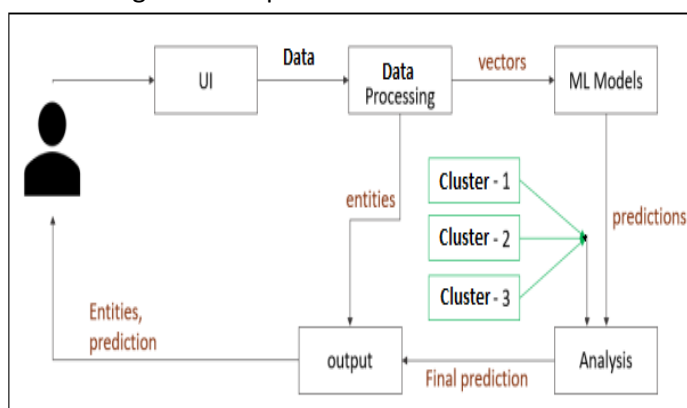 Data
vectors
UI
Data
Processing
ML Models
Cluster - 1
entities
predictions
Cluster - 2
Cluster - 3
Entities,
prediction
output
Final prediction
Analysis